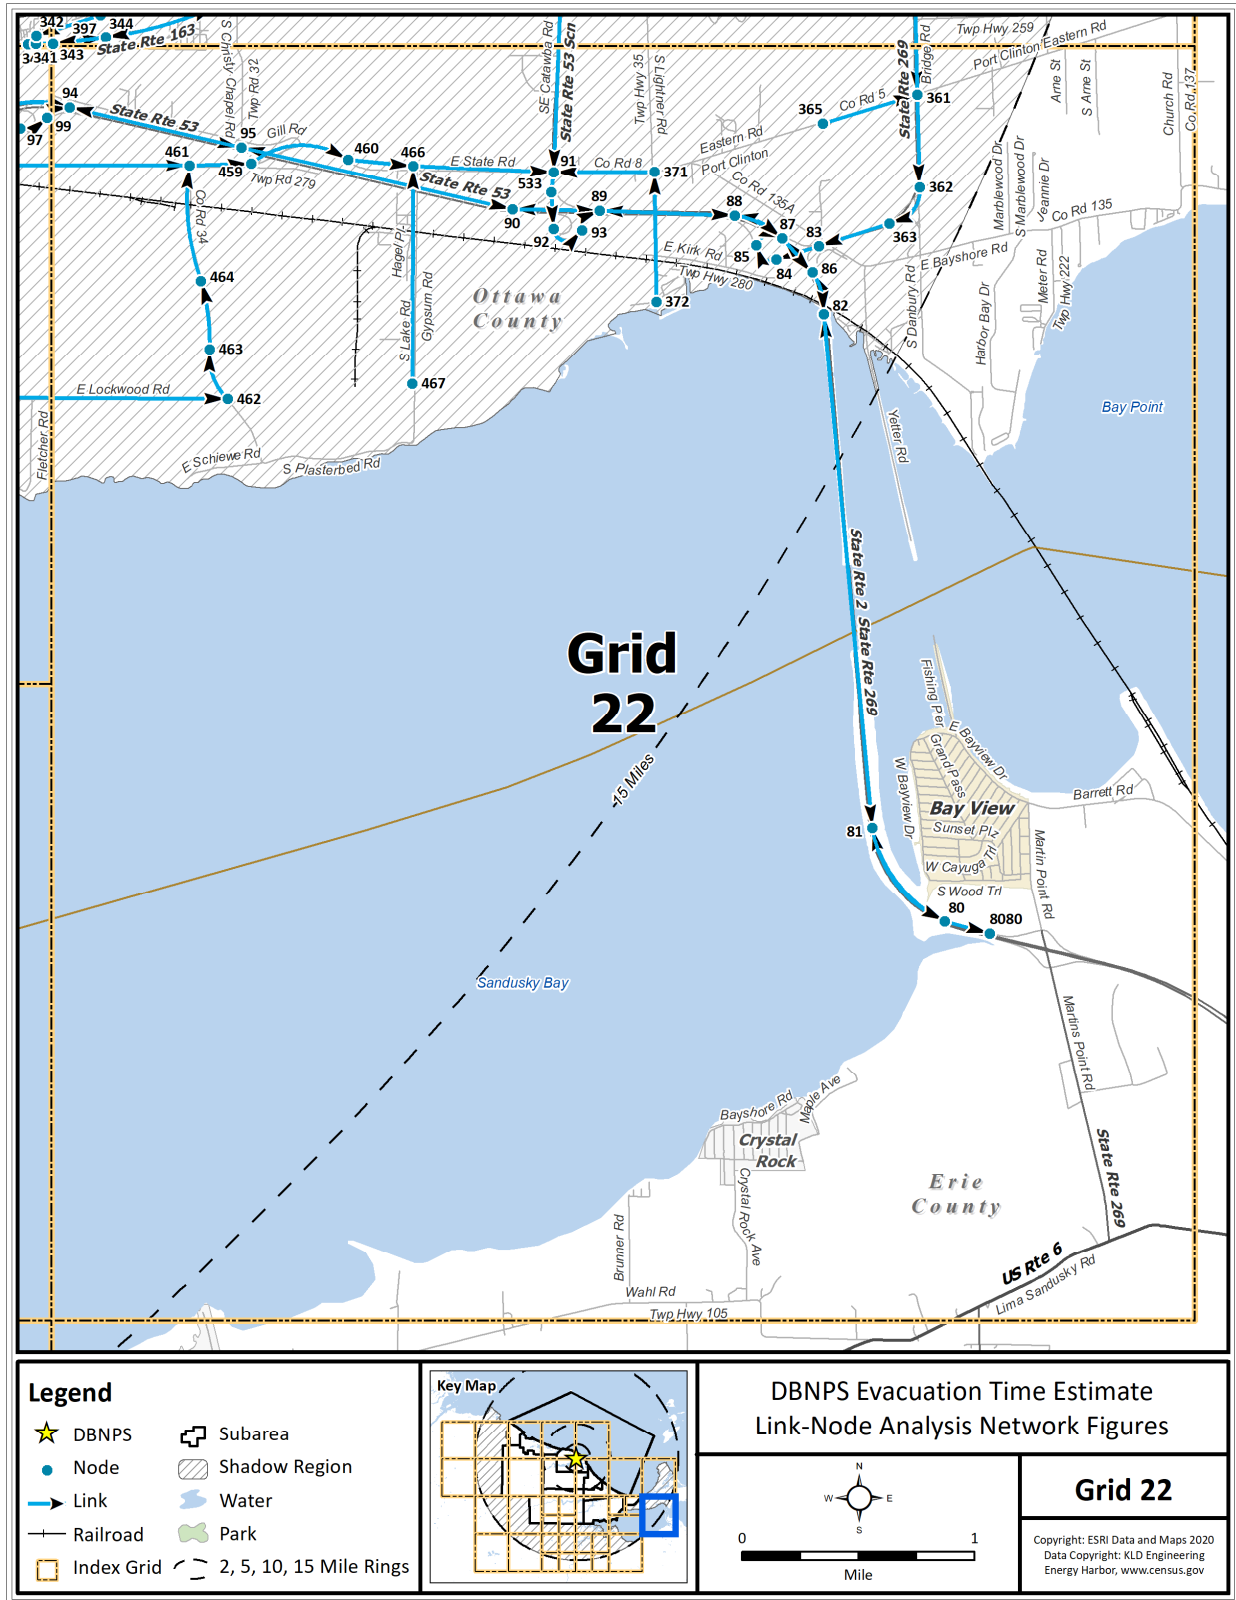 342
397
344
State Rte 163
341
343
S Christy Chapel Rd
Twp Rd 32
SE Catawba Rd
State Rte 53 Scn
Twp Hwy 35
S Lightner Rd
State Rte 269
Bridge Rd
Twp Hwy 259
Port Clinton Eastern Rd
Arne St
S Arne St
Church Rd
Co Rd 137
94
99
97
State Rte 53
95
Gill Rd
460
461
459
Twp Rd 279
466
E State Rd
91
Co Rd 8
371
Eastern Rd
Port Clinton
365
Co Rd 5
361
362
363
Marblewood Dr
S Marblewood Dr
Jeannie Dr
Co Rd 135
E Bayshore Rd
Co Rd 135A
State Rte 53
533
89
90
92
93
88
87
83
85
84
86
82
E Kirk Rd
Twp Hwy 280
372
Co Rd 34
464
463
462
E Lockwood Rd
Fletcher Rd
E Schiewe Rd
S Plasterbed Rd
Hagel Pl
S Lake Rd
Gypsum Rd
467
Ottawa
County
S Danbury Rd
Harbor Bay Dr
Meter Rd
Twp Hwy 222
Yetter Rd
Bay Point
State Rte 2
State Rte 269
Grid
22
15 Miles
Fishing Pier
E Bayview Dr
Grand Pass
W Bayview Dr
Bay View
Sunset Plz
W Cayuga Trl
S Wood Trl
Barrett Rd
Martin Point Rd
81
80
8080
Sandusky Bay
Martins Point Rd
State Rte 269
Bayshore Rd
Maple Ave
Crystal
Rock
Crystal Rock Ave
Brunner Rd
Wahl Rd
Twp Hwy 105
Erie
County
US Rte 6
Lima Sandusky Rd
Legend
DBNPS
Node
Link
Railroad
Index Grid
Subarea
Shadow Region
Water
Park
2, 5, 10, 15 Mile Rings
Key Map
DBNPS Evacuation Time Estimate
Link-Node Analysis Network Figures
N
W
E
S
0
1
Mile
Grid 22
Copyright: ESRI Data and Maps 2020
Data Copyright: KLD Engineering
Energy Harbor, www.census.gov